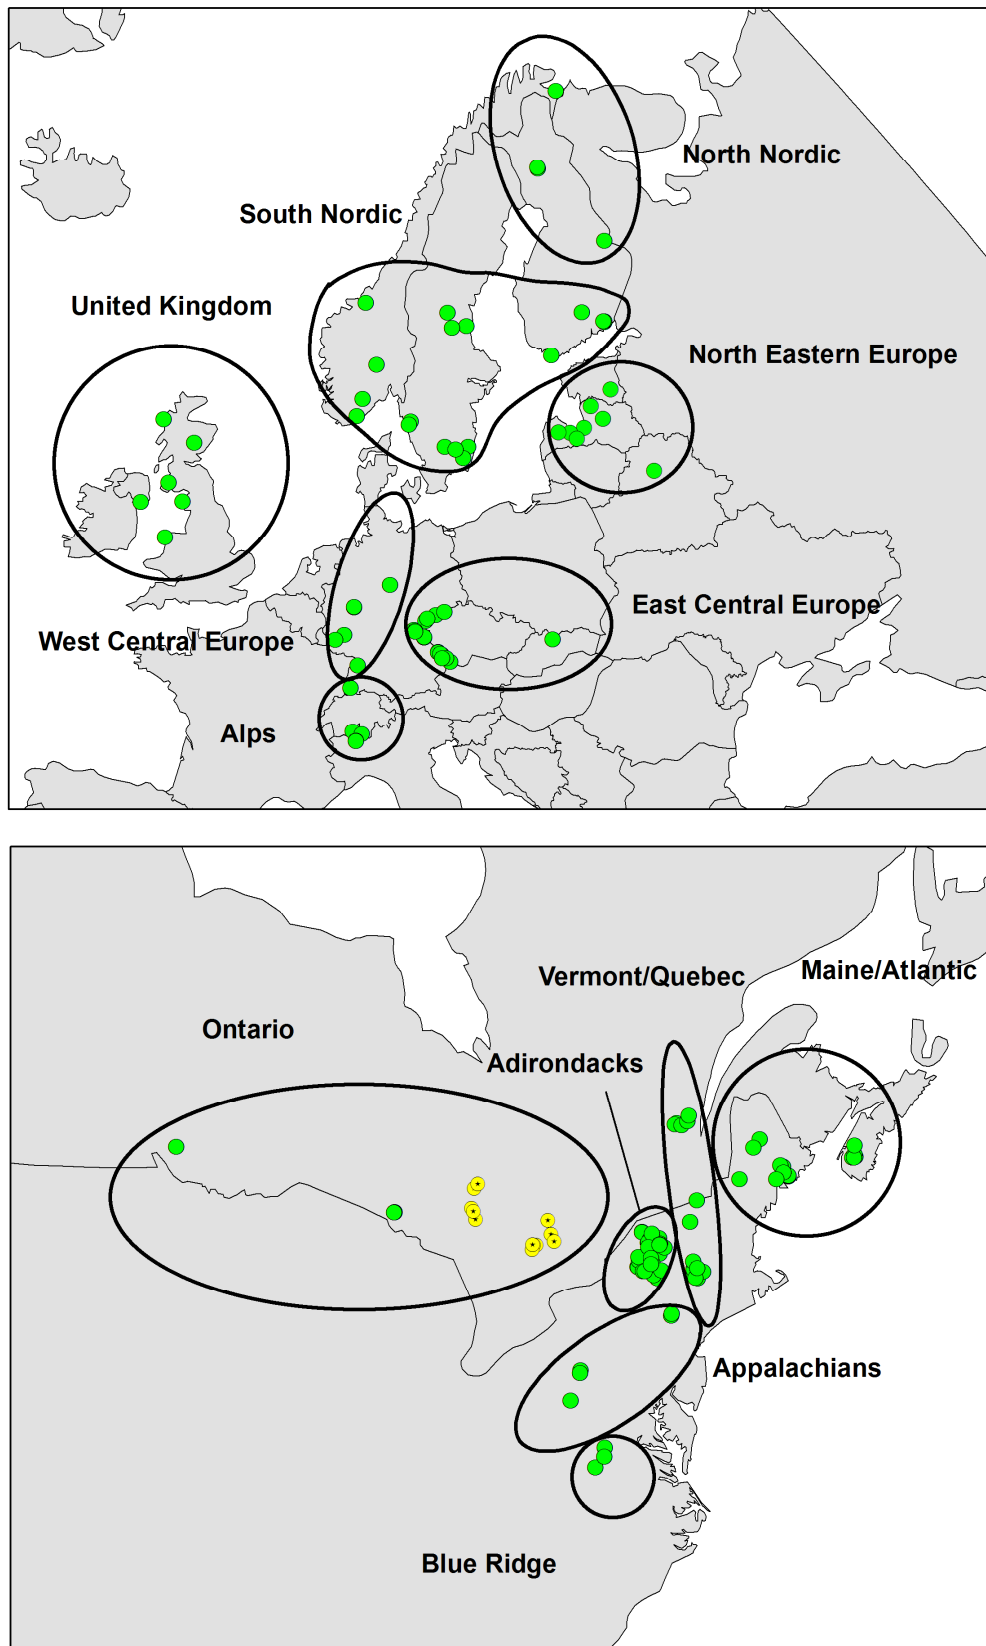 North Nordic
South Nordic
United Kingdom
North Eastern Europe
East Central Europe
West Central Europe
Alps
Maine/Atlantic
Vermont/Quebec
Ontario
Adirondacks
Appalachians
Blue Ridge